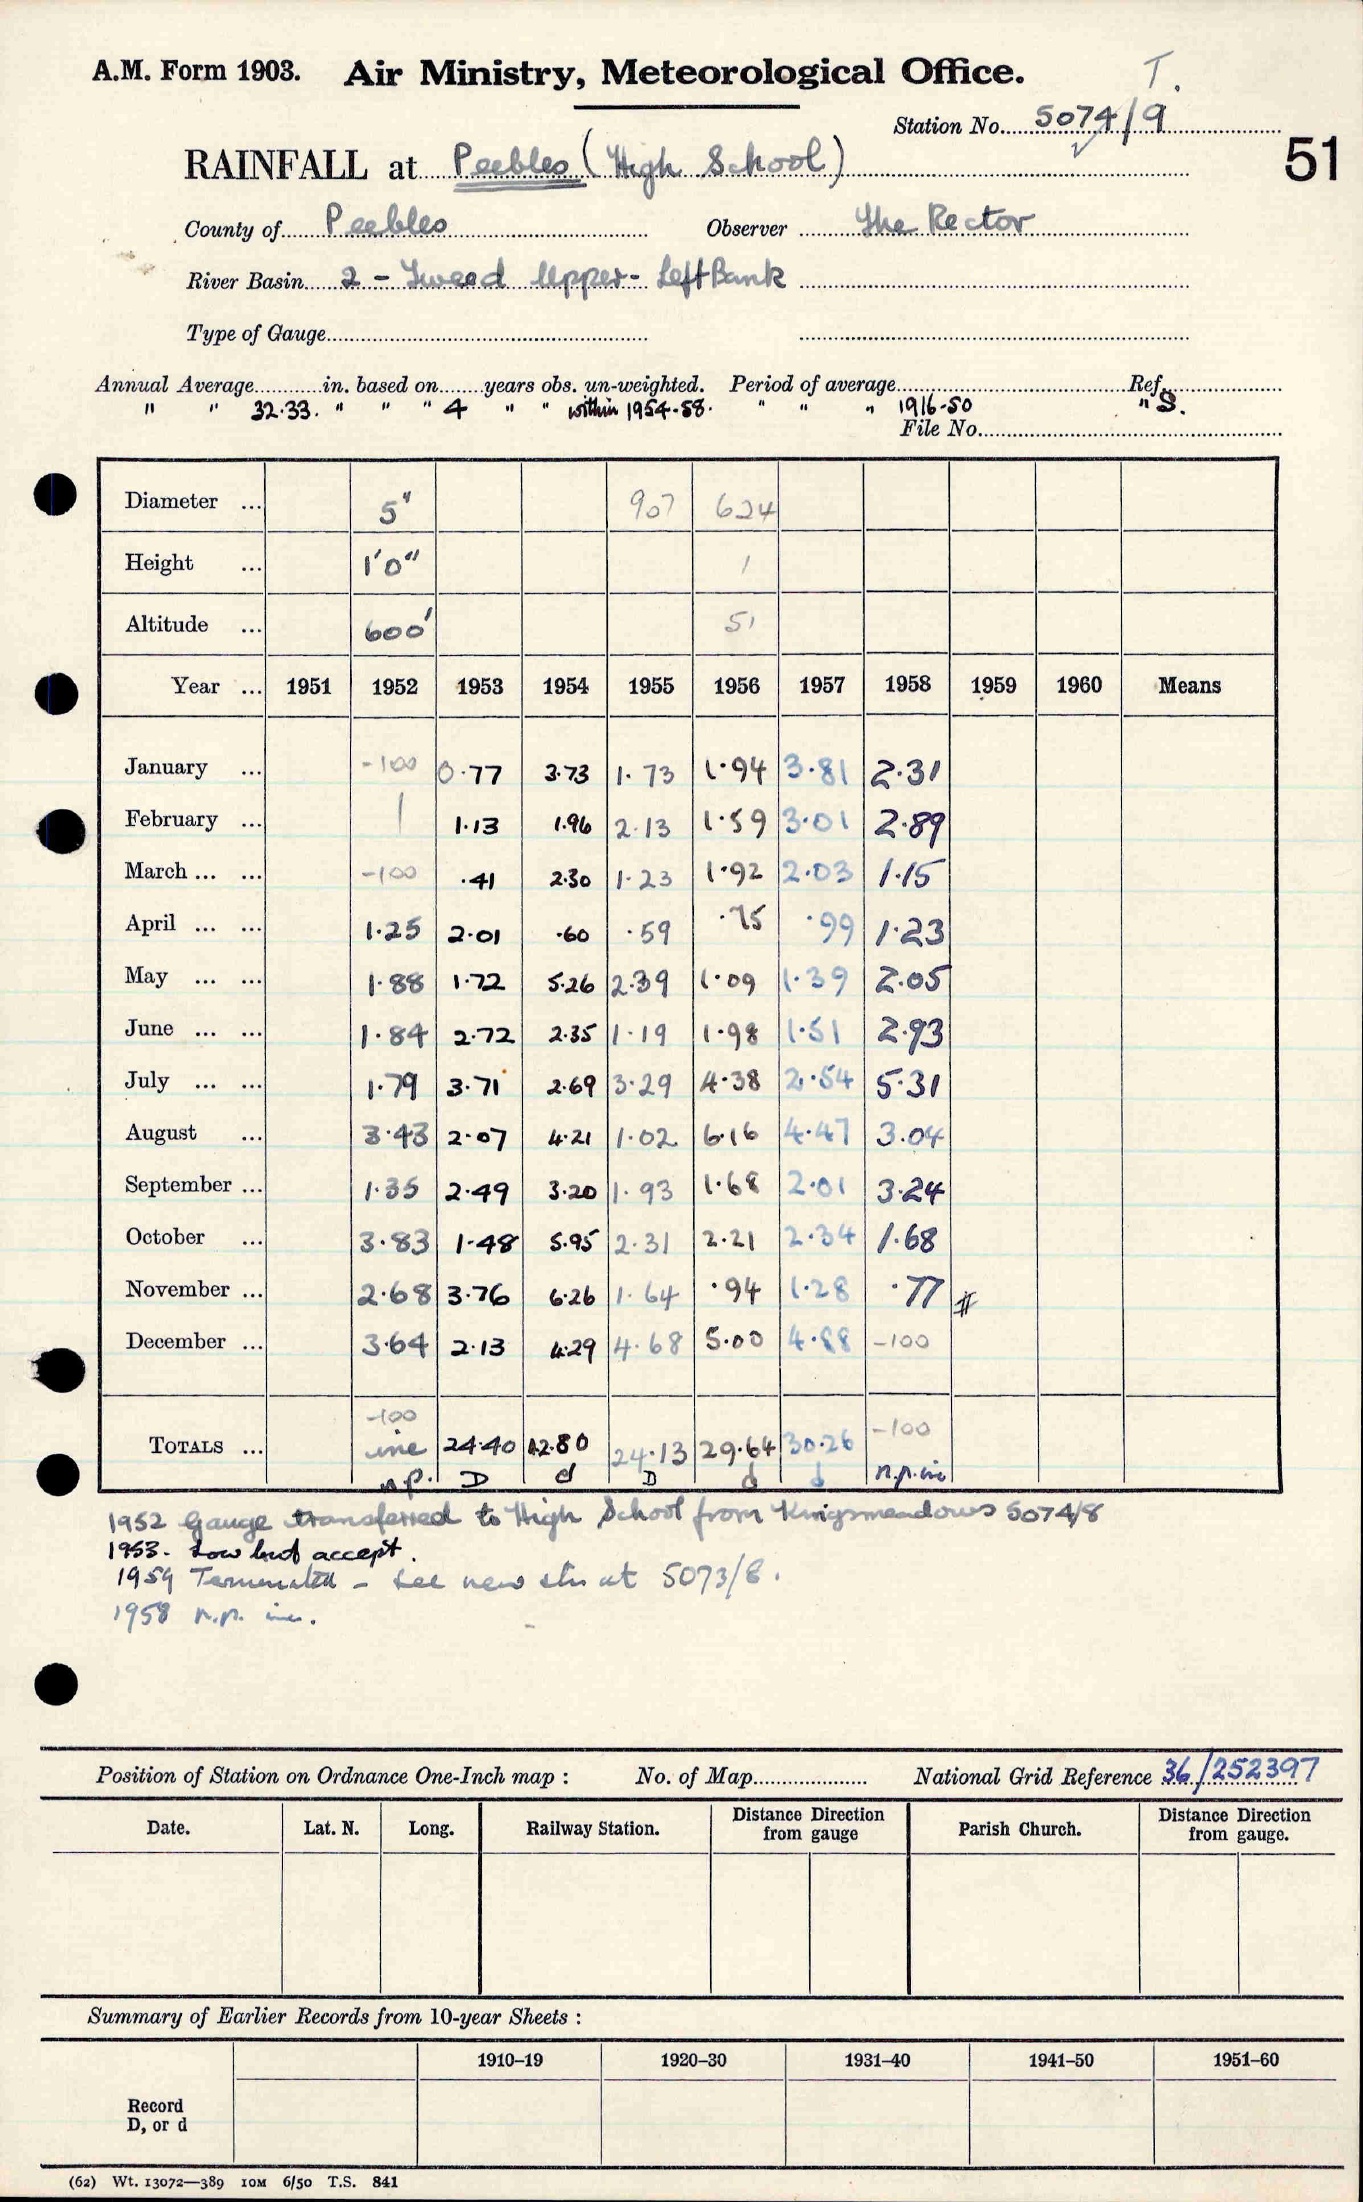 A.M. Form 1903. Air Ministry, Meteorological Office. T.
Station No. 5074/9
51
RAINFALL at Peebles (High School)
County of Peebles Observer The Rector
River Basin 2 - Tweed Upper - Left Bank
Type of Gauge
Annual Average in. based on years obs. un-weighted. Period of average Ref.
" " 32.33. " " " 4 " " within 1954-58. " " " 1916-50 " S.
File No.
Diameter ... 5" 907 624
Height ... 1'0" 1
Altitude ... 600' 51
Year ... 1951 1952 1953 1954 1955 1956 1957 1958 1959 1960 Means
January ... -100 0.77 3.73 1.73 1.94 3.81 2.31
February ... | 1.13 1.96 2.13 1.59 3.01 2.89
March ... ... -100 .41 2.30 1.23 1.92 2.03 1.15
April ... ... 1.25 2.01 .60 .59 .75 .99 1.23
May ... ... 1.88 1.72 5.26 2.39 1.09 1.39 2.05
June ... ... 1.84 2.72 2.35 1.19 1.98 1.51 2.93
July ... ... 1.79 3.71 2.69 3.29 4.38 2.54 5.31
August ... 3.43 2.07 4.21 1.02 6.16 4.47 3.04
September ... 1.35 2.49 3.20 1.93 1.68 2.01 3.24
October ... 3.83 1.48 5.95 2.31 2.21 2.34 1.68
November ... 2.68 3.76 6.26 1.64 .94 1.28 .77 #
December ... 3.64 2.13 4.29 4.68 5.00 4.88 -100
-100 -100
TOTALS ... inc 24.40 42.80 24.13 29.64 30.26
n.p. D d D d d n.p. inc
1952 Gauge transferred to High School from Kingsmeadows 5074/8
1953. Low but accept.
1959 Terminated - See new stn at 5073/8.
1958 n.p. inc.
Position of Station on Ordnance One-Inch map : No. of Map National Grid Reference 36/252397
Date. Lat. N. Long. Railway Station. Distance Direction from gauge Parish Church. Distance Direction from gauge.
Summary of Earlier Records from 10-year Sheets :
1910–19 1920–30 1931–40 1941–50 1951–60
Record
D, or d
(62) Wt. 13072—389 10M 6/50 T.S. 841